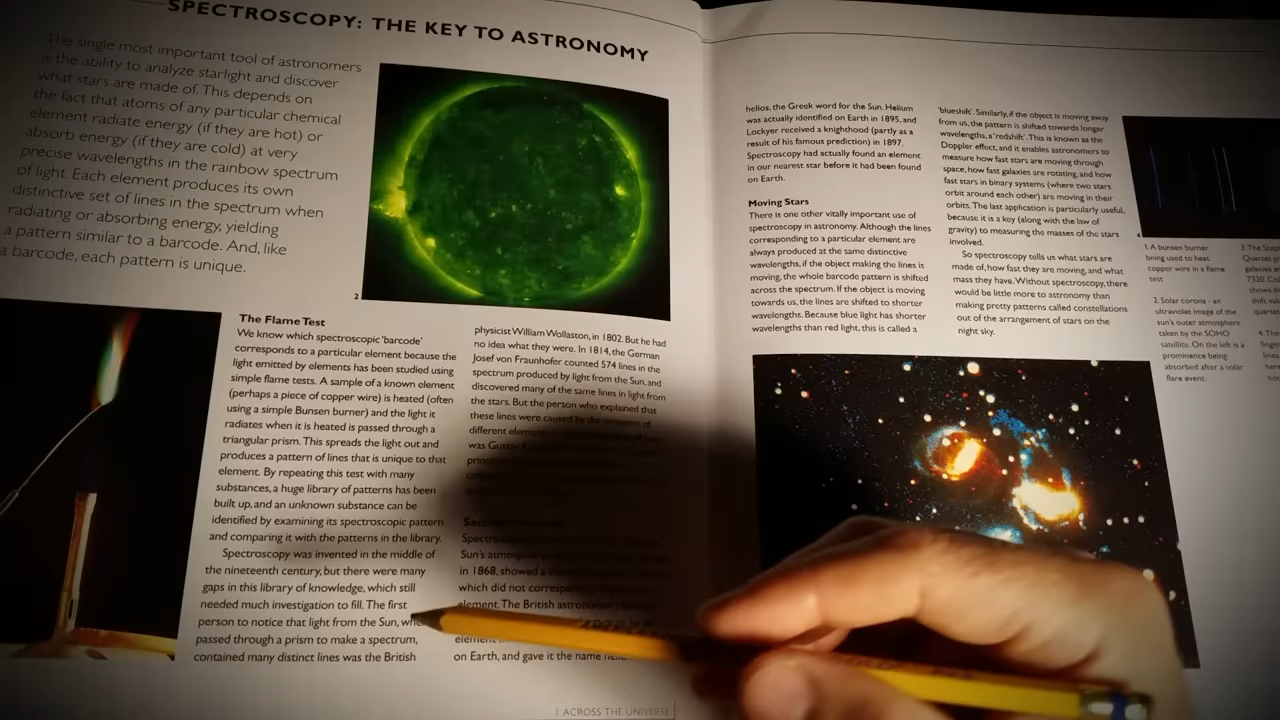 SPECTROSCOPY: THE KEY TO ASTRONOMY
The single most important tool of astronomers
is the ability to analyze starlight and discover
what stars are made of. This depends on
the fact that atoms of any particular chemical
element radiate energy (if they are hot) or
absorb energy (if they are cold) at very
precise wavelengths in the rainbow spectrum
of light. Each element produces its own
distinctive set of lines in the spectrum when
radiating or absorbing energy, yielding
a pattern similar to a barcode. And, like
a barcode, each pattern is unique.
2
The Flame Test
We know which spectroscopic 'barcode'
corresponds to a particular element because the
light emitted by elements has been studied using
simple flame tests. A sample of a known element
(perhaps a piece of copper wire) is heated (often
using a simple Bunsen burner) and the light it
radiates when it is heated is passed through a
triangular prism. This spreads the light out and
produces a pattern of lines that is unique to that
element. By repeating this test with many
substances, a huge library of patterns has been
built up, and an unknown substance can be
identified by examining its spectroscopic pattern
and comparing it with the patterns in the library.
Spectroscopy was invented in the middle of
the nineteenth century, but there were many
gaps in this library of knowledge, which still
needed much investigation to fill. The first
person to notice that light from the Sun,
passed through a prism to make a spectrum,
contained many distinct lines was the British
physicist William Wollaston, in 1802. But he had
no idea what they were. In 1814, the German
Josef von Fraunhofer counted 574 lines in the
spectrum produced by light from the Sun, and
discovered many of the same lines in light from
the stars. But the person who explained that
these lines were caused by the presence of
different
was
Sun's
in 1868, showed a
which did not
element. The British
on Earth, and gave it the name
1 ACROSS THE UNIVERSE
helios, the Greek word for the Sun. Helium
was actually identified on Earth in 1895, and
Lockyer received a knighthood (partly as a
result of his famous prediction) in 1897.
Spectroscopy had actually found an element
in our nearest star before it had been found
on Earth.
Moving Stars
There is one other vitally important use of
spectroscopy in astronomy. Although the lines
corresponding to a particular element are
always produced at the same distinctive
wavelengths, if the object making the lines is
moving, the whole barcode pattern is shifted
across the spectrum. If the object is moving
towards us, the lines are shifted to shorter
wavelengths. Because blue light has shorter
wavelengths than red light, this is called a
'blueshift'. Similarly, if the object is moving away
from us, the pattern is shifted towards longer
wavelengths, a 'redshift'. This is known as the
Doppler effect, and it enables astronomers to
measure how fast stars are moving through
space, how fast galaxies are rotating, and how
fast stars in binary systems (where two stars
orbit around each other) are moving in their
orbits. The last application is particularly useful,
because it is a key (along with the law of
gravity) to measuring the masses of the stars
involved.
So spectroscopy tells us what stars are
made of, how fast they are moving, and what
mass they have. Without spectroscopy, there
would be little more to astronomy than
making pretty patterns called constellations
out of the arrangement of stars on the
night sky.
4
1. A bunsen burner
being used to heat
copper wire in a flame
test
2. Solar corona - an
ultraviolet image of the
sun's outer atmosphere
taken by the SOHO
satellite. On the left is a
prominence being
absorbed after a solar
flare event.
3. The
galaxies
7320.
shows
shift
4. The
lines
here